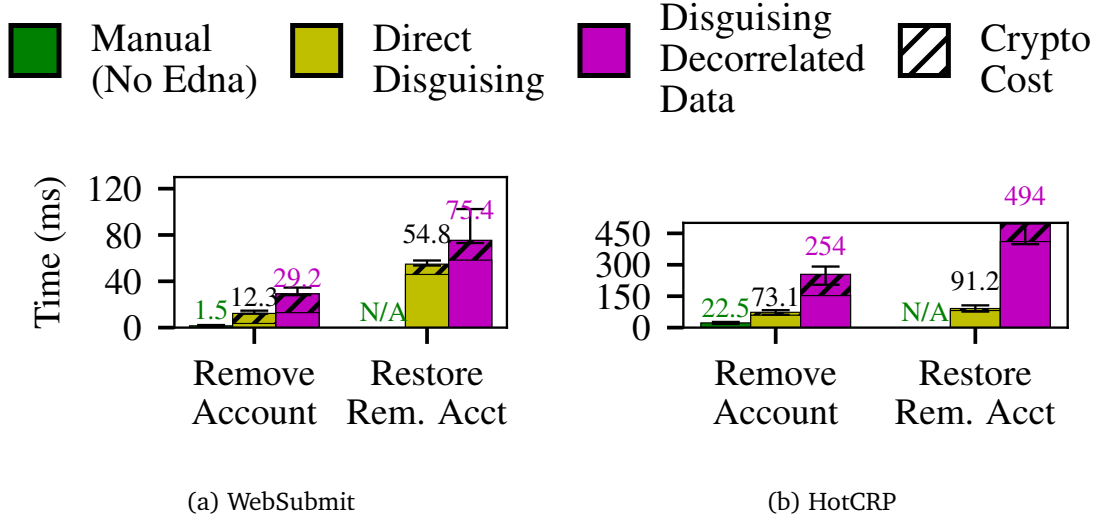 Manual
(No Edna)
Direct
Disguising
Disguising
Decorrelated
Data
Crypto
Cost
Time (ms)
120
80
40
0
1.5
12.3
29.2
N/A
54.8
75.4
Remove
Account
Restore
Rem. Acct
(a) WebSubmit
450
300
150
0
22.5
73.1
254
N/A
91.2
494
Remove
Account
Restore
Rem. Acct
(b) HotCRP